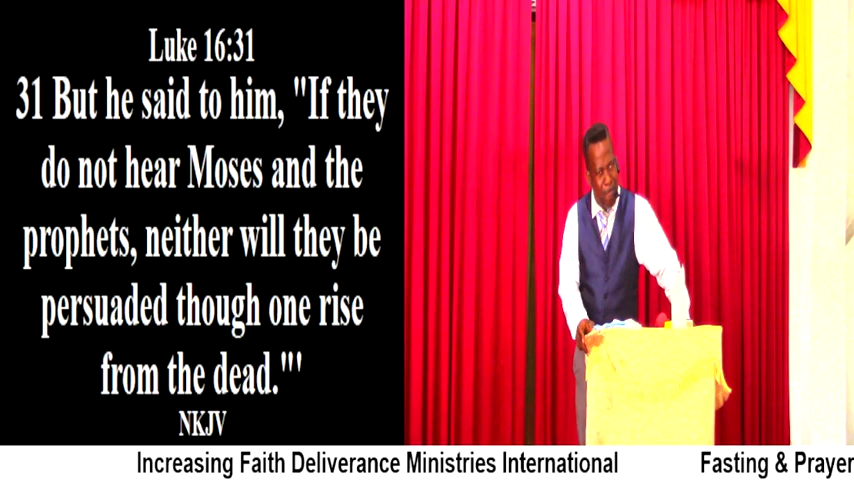 Luke 16:31
31 But he said to him, "If they
do not hear Moses and the
prophets, neither will they be
persuaded though one rise
from the dead."'
NKJV
Increasing Faith Deliverance Ministries International Fasting & Prayer